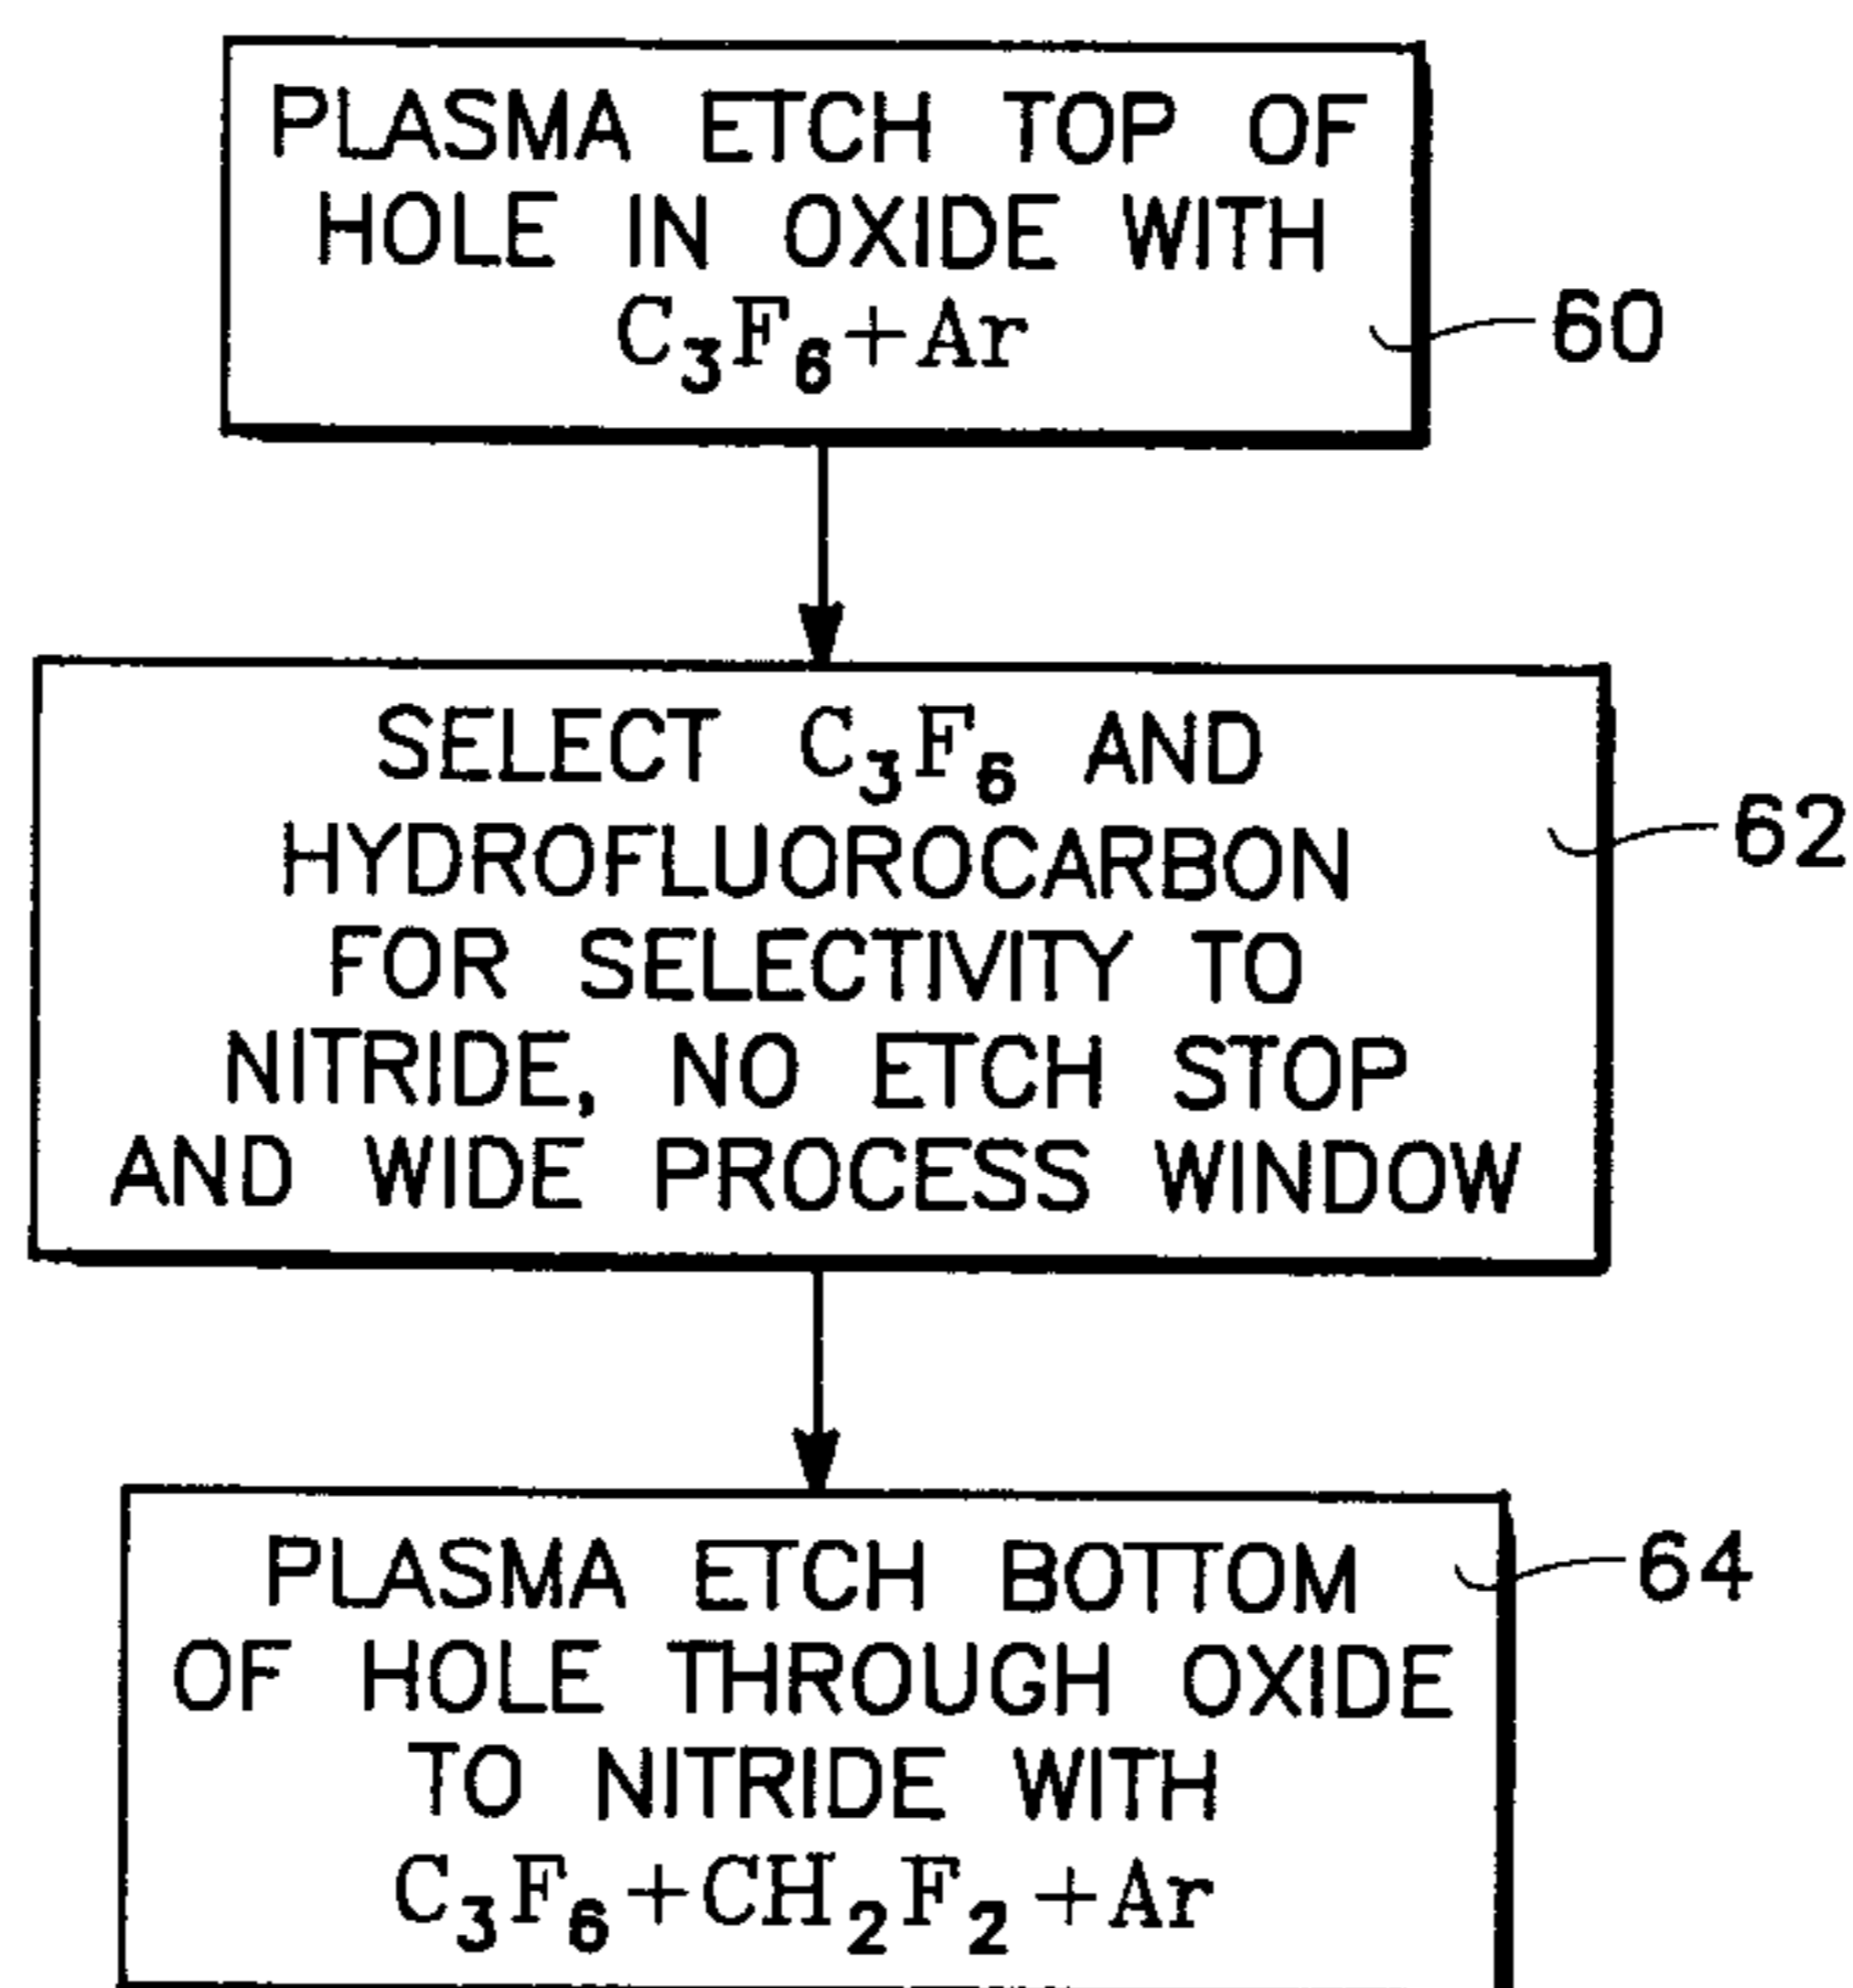 PLASMA ETCH TOP OF
HOLE IN OXIDE WITH
C₃F₆+Ar
60
SELECT C₃F₆ AND
HYDROFLUOROCARBON
FOR SELECTIVITY TO
NITRIDE, NO ETCH STOP
AND WIDE PROCESS WINDOW
62
PLASMA ETCH BOTTOM
OF HOLE THROUGH OXIDE
TO NITRIDE WITH
C₃F₆+CH₂F₂+Ar
64